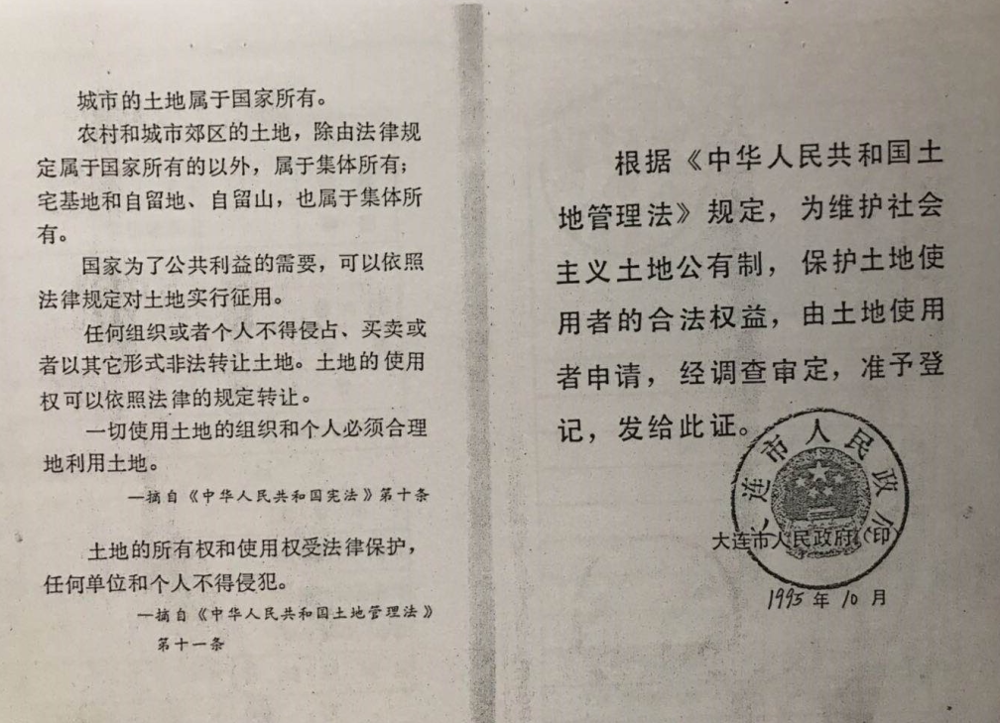 城市的土地属于国家所有。
农村和城市郊区的土地，除由法律规
定属于国家所有的以外，属于集体所有；
宅基地和自留地、自留山，也属于集体所
有。
国家为了公共利益的需要，可以依照
法律规定对土地实行征用。
任何组织或者个人不得侵占、买卖或
者以其它形式非法转让土地。土地的使用
权可以依照法律的规定转让。
一切使用土地的组织和个人必须合理
地利用土地。
—摘自《中华人民共和国宪法》第十条
土地的所有权和使用权受法律保护，
任何单位和个人不得侵犯。
—摘自《中华人民共和国土地管理法》
第十一条
根据《中华人民共和国土
地管理法》规定，为维护社会
主义土地公有制，保护土地使
用者的合法权益，由土地使用
者申请，经调查审定，准予登
记，发给此证。
大连市人民政府
大连市人民政府（印）
1995年10月